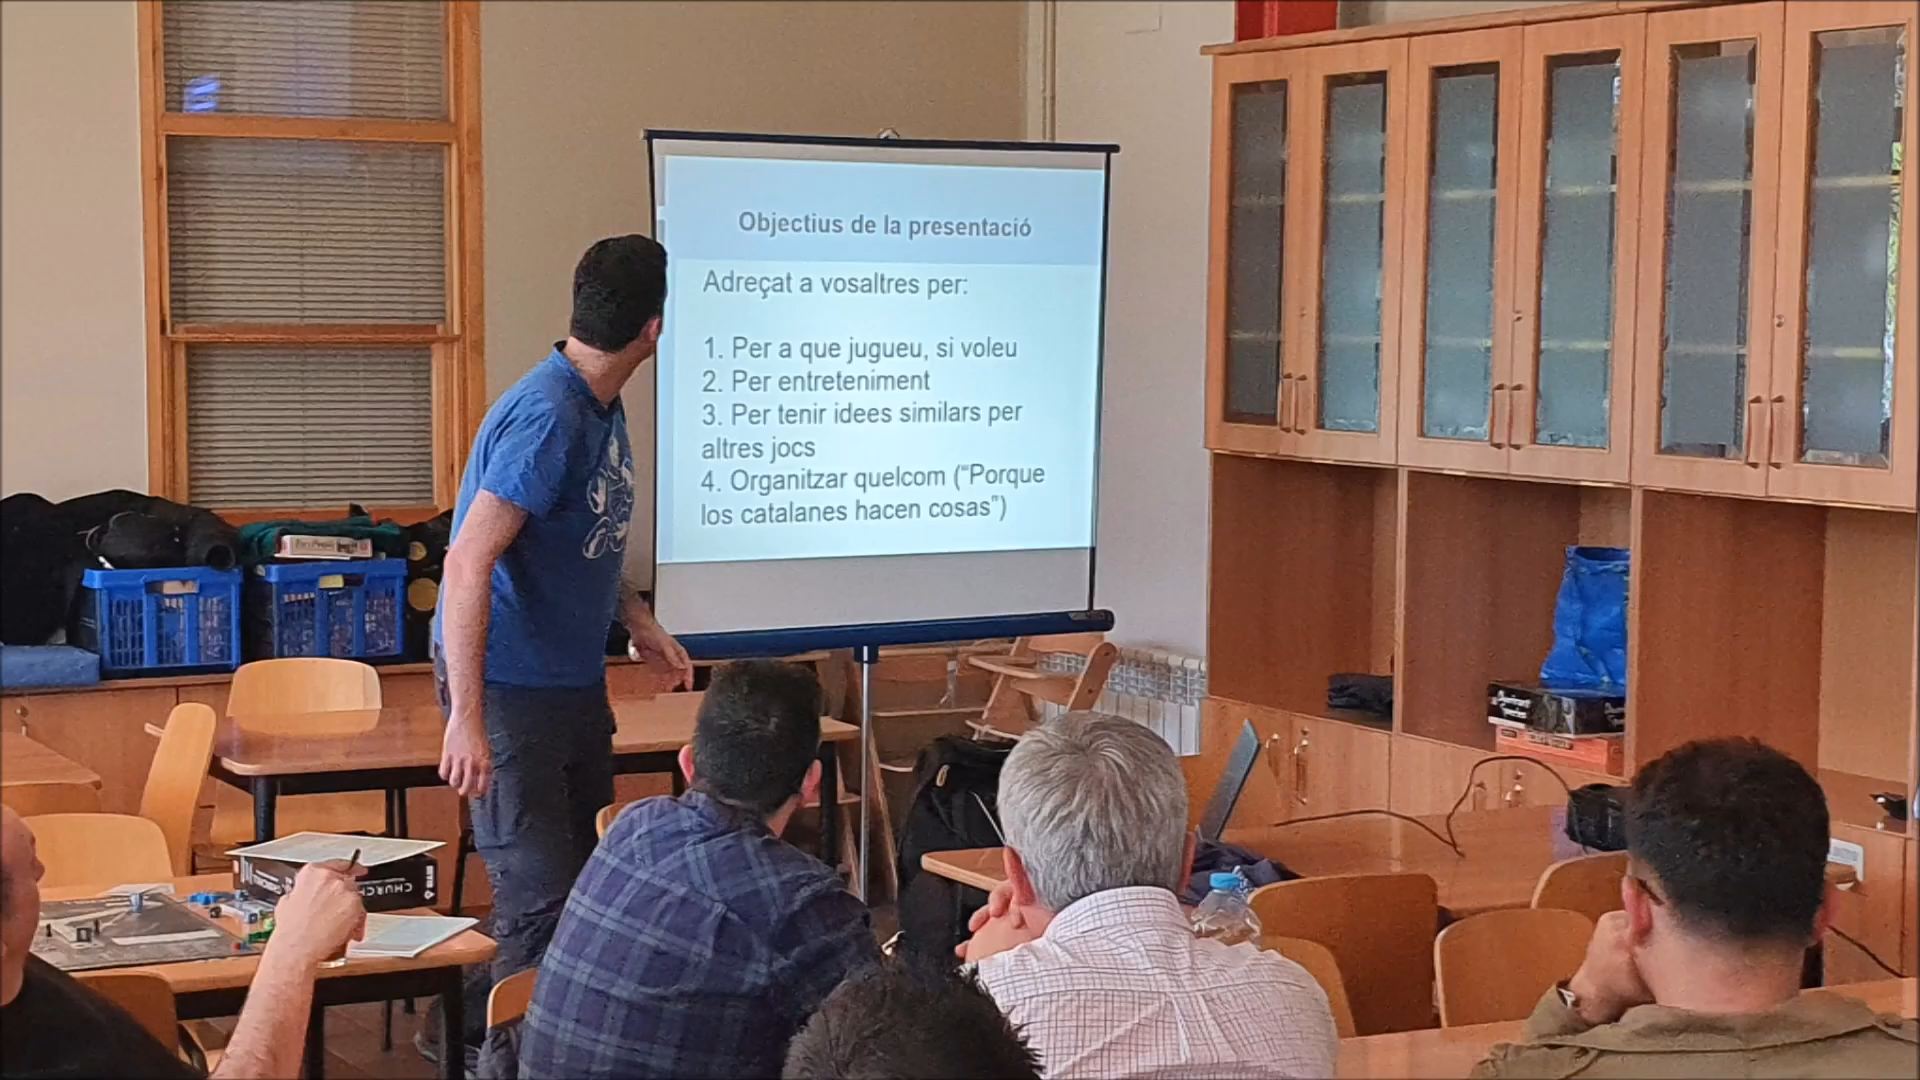 Objectius de la presentació
Adreçat a vosaltres per:
1. Per a que jugueu, si voleu
2. Per entreteniment
3. Per tenir idees similars per
altres jocs
4. Organitzar quelcom (“Porque
los catalanes hacen cosas”)
CHURCH